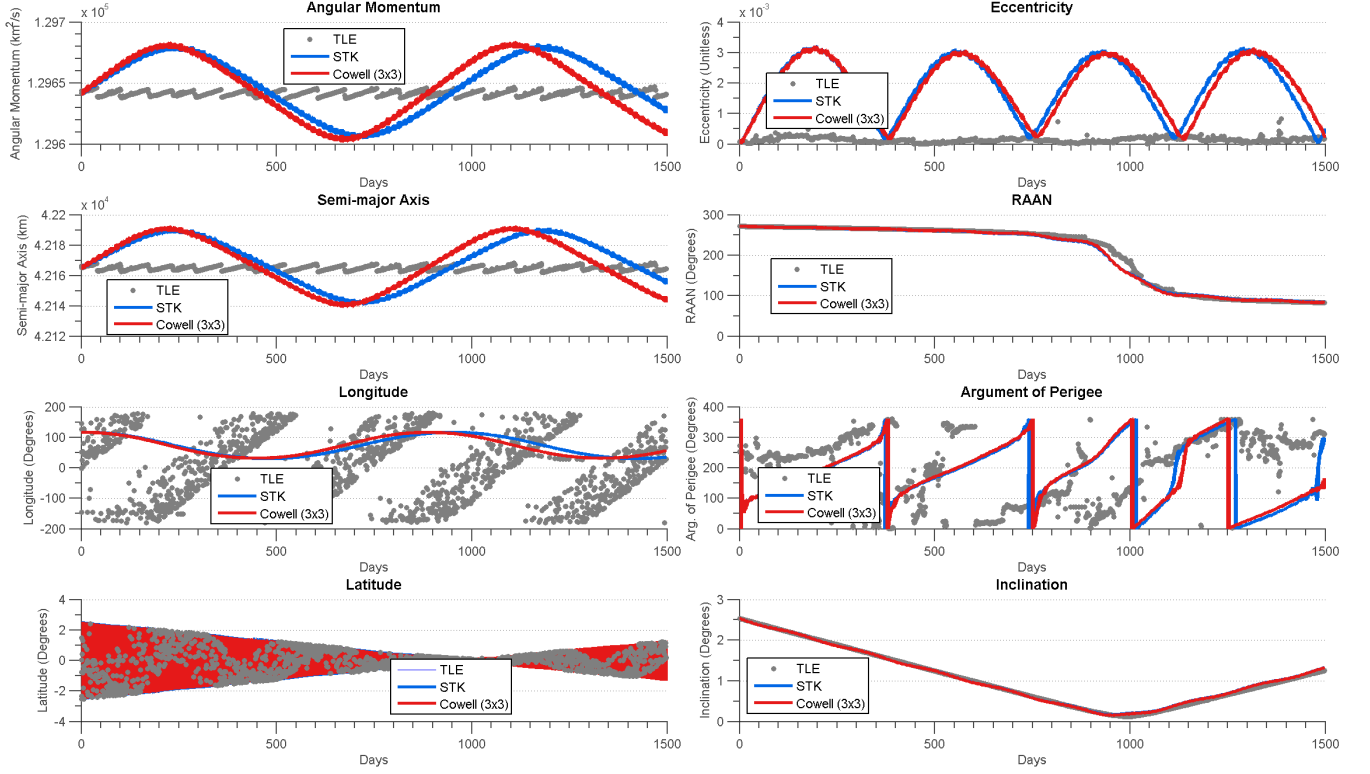 Angular Momentum
x 10^5
Angular Momentum (km^2/s)
1.297
1.2965
1.296
TLE
STK
Cowell (3x3)
0 500 1000 1500
Days
Eccentricity
x 10^-3
Eccentricity (Unitless)
4
3
2
1
0
TLE
STK
Cowell (3x3)
0 500 1000 1500
Days
Semi-major Axis
x 10^4
Semi-major Axis (km)
4.22
4.218
4.216
4.214
4.212
TLE
STK
Cowell (3x3)
0 500 1000 1500
Days
RAAN
RAAN (Degrees)
300
200
100
0
TLE
STK
Cowell (3x3)
0 500 1000 1500
Days
Longitude
Longitude (Degrees)
200
100
0
-100
-200
TLE
STK
Cowell (3x3)
0 500 1000 1500
Days
Argument of Perigee
Arg. of Perigee (Degrees)
400
300
200
100
0
TLE
STK
Cowell (3x3)
0 500 1000 1500
Days
Latitude
Latitude (Degrees)
4
2
0
-2
-4
TLE
STK
Cowell (3x3)
0 500 1000 1500
Days
Inclination
Inclination (Degrees)
3
2
1
0
TLE
STK
Cowell (3x3)
0 500 1000 1500
Days